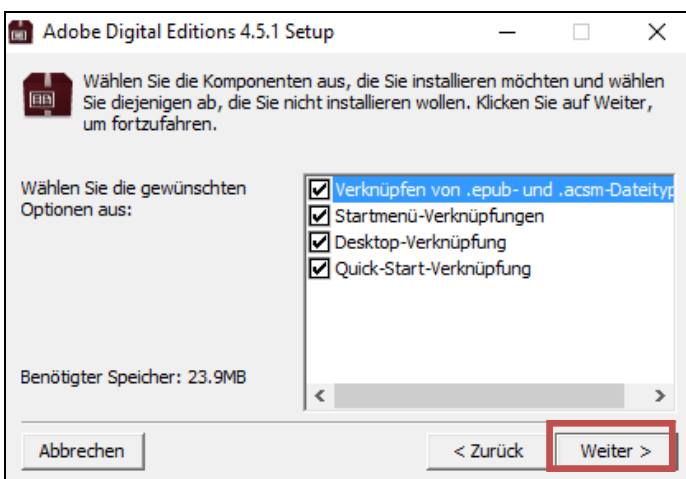 Adobe Digital Editions 4.5.1 Setup
Wählen Sie die Komponenten aus, die Sie installieren möchten und wählen
Sie diejenigen ab, die Sie nicht installieren wollen. Klicken Sie auf Weiter,
um fortzufahren.
Wählen Sie die gewünschten
Optionen aus:
Verknüpfen von .epub- und .acsm-Dateityp
Startmenü-Verknüpfungen
Desktop-Verknüpfung
Quick-Start-Verknüpfung
Benötigter Speicher: 23.9MB
Abbrechen
< Zurück
Weiter >